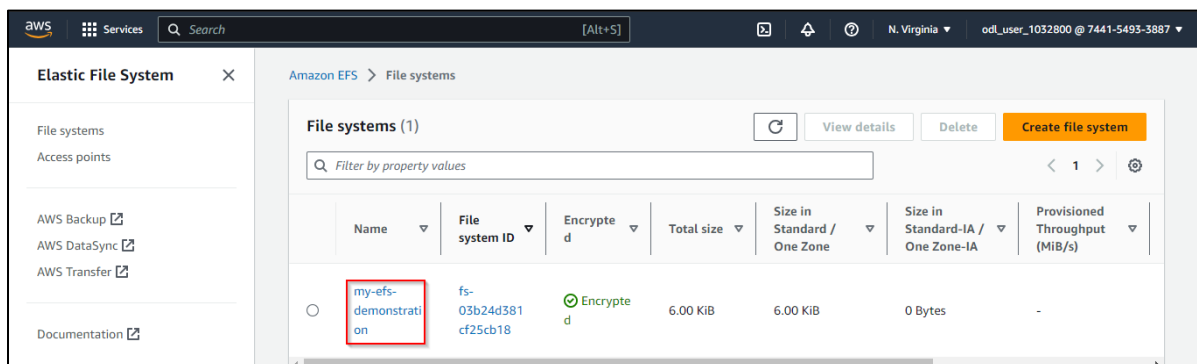 aws
Services
Search
[Alt+S]
N. Virginia
odl_user_1032800 @ 7441-5493-3887
Elastic File System
File systems
Access points
AWS Backup
AWS DataSync
AWS Transfer
Documentation
Amazon EFS > File systems
File systems (1)
View details
Delete
Create file system
Filter by property values
< 1 >
Name
File
system ID
Encrypte
d
Total size
Size in
Standard /
One Zone
Size in
Standard-IA /
One Zone-IA
Provisioned
Throughput
(MiB/s)
my-efs-
demonstrati
on
fs-
03b24d381
cf25cb18
Encrypte
d
6.00 KiB
6.00 KiB
0 Bytes
-